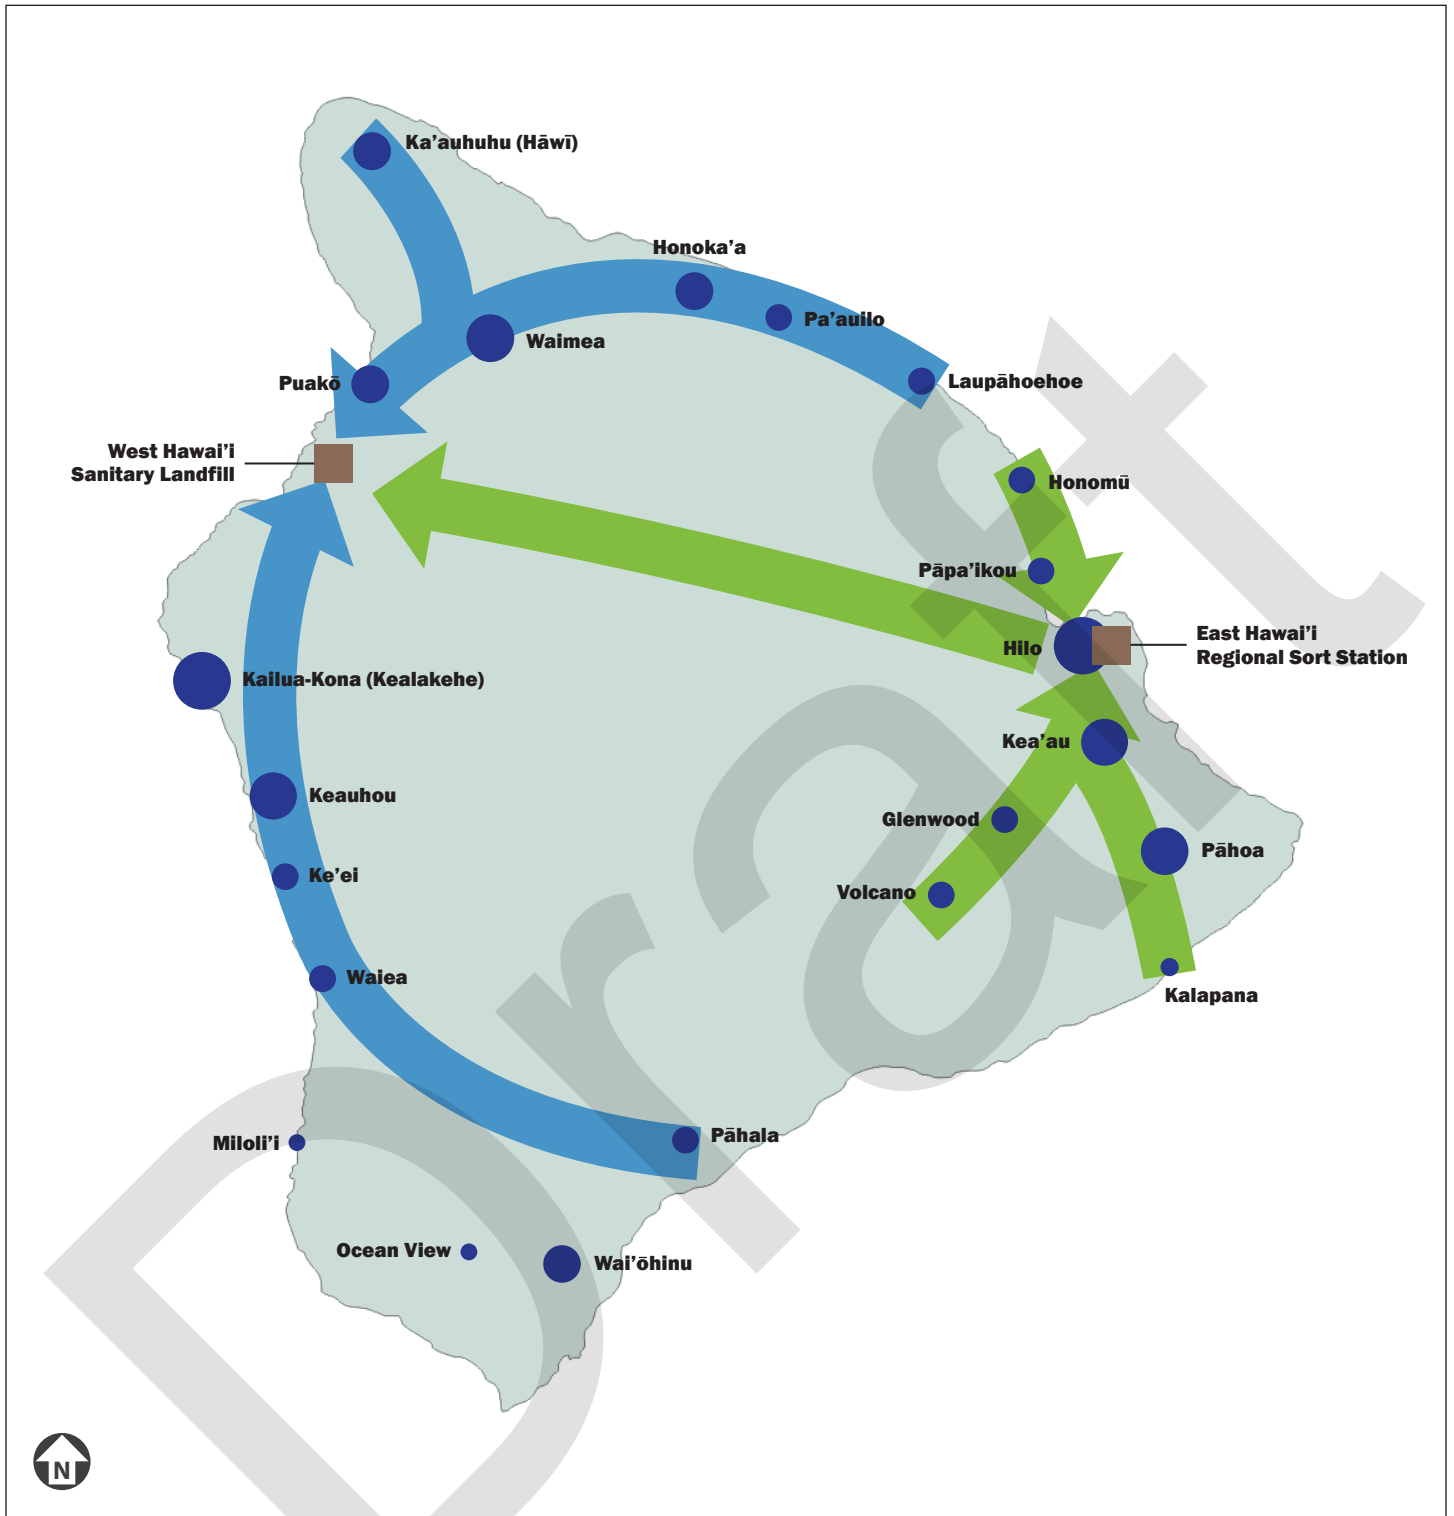 Ka’auhuhu (Hāwī)
Honoka’a
Pa’auilo
Waimea
Puakō
Laupāhoehoe
West Hawai’i
Sanitary Landfill
Honomū
Pāpa’ikou
Hilo
East Hawai’i
Regional Sort Station
Kailua-Kona (Kealakehe)
Kea’au
Keauhou
Glenwood
Pāhoa
Ke’ei
Volcano
Waiea
Kalapana
Pāhala
Miloli’i
Ocean View
Wai’ōhinu
N
Draft